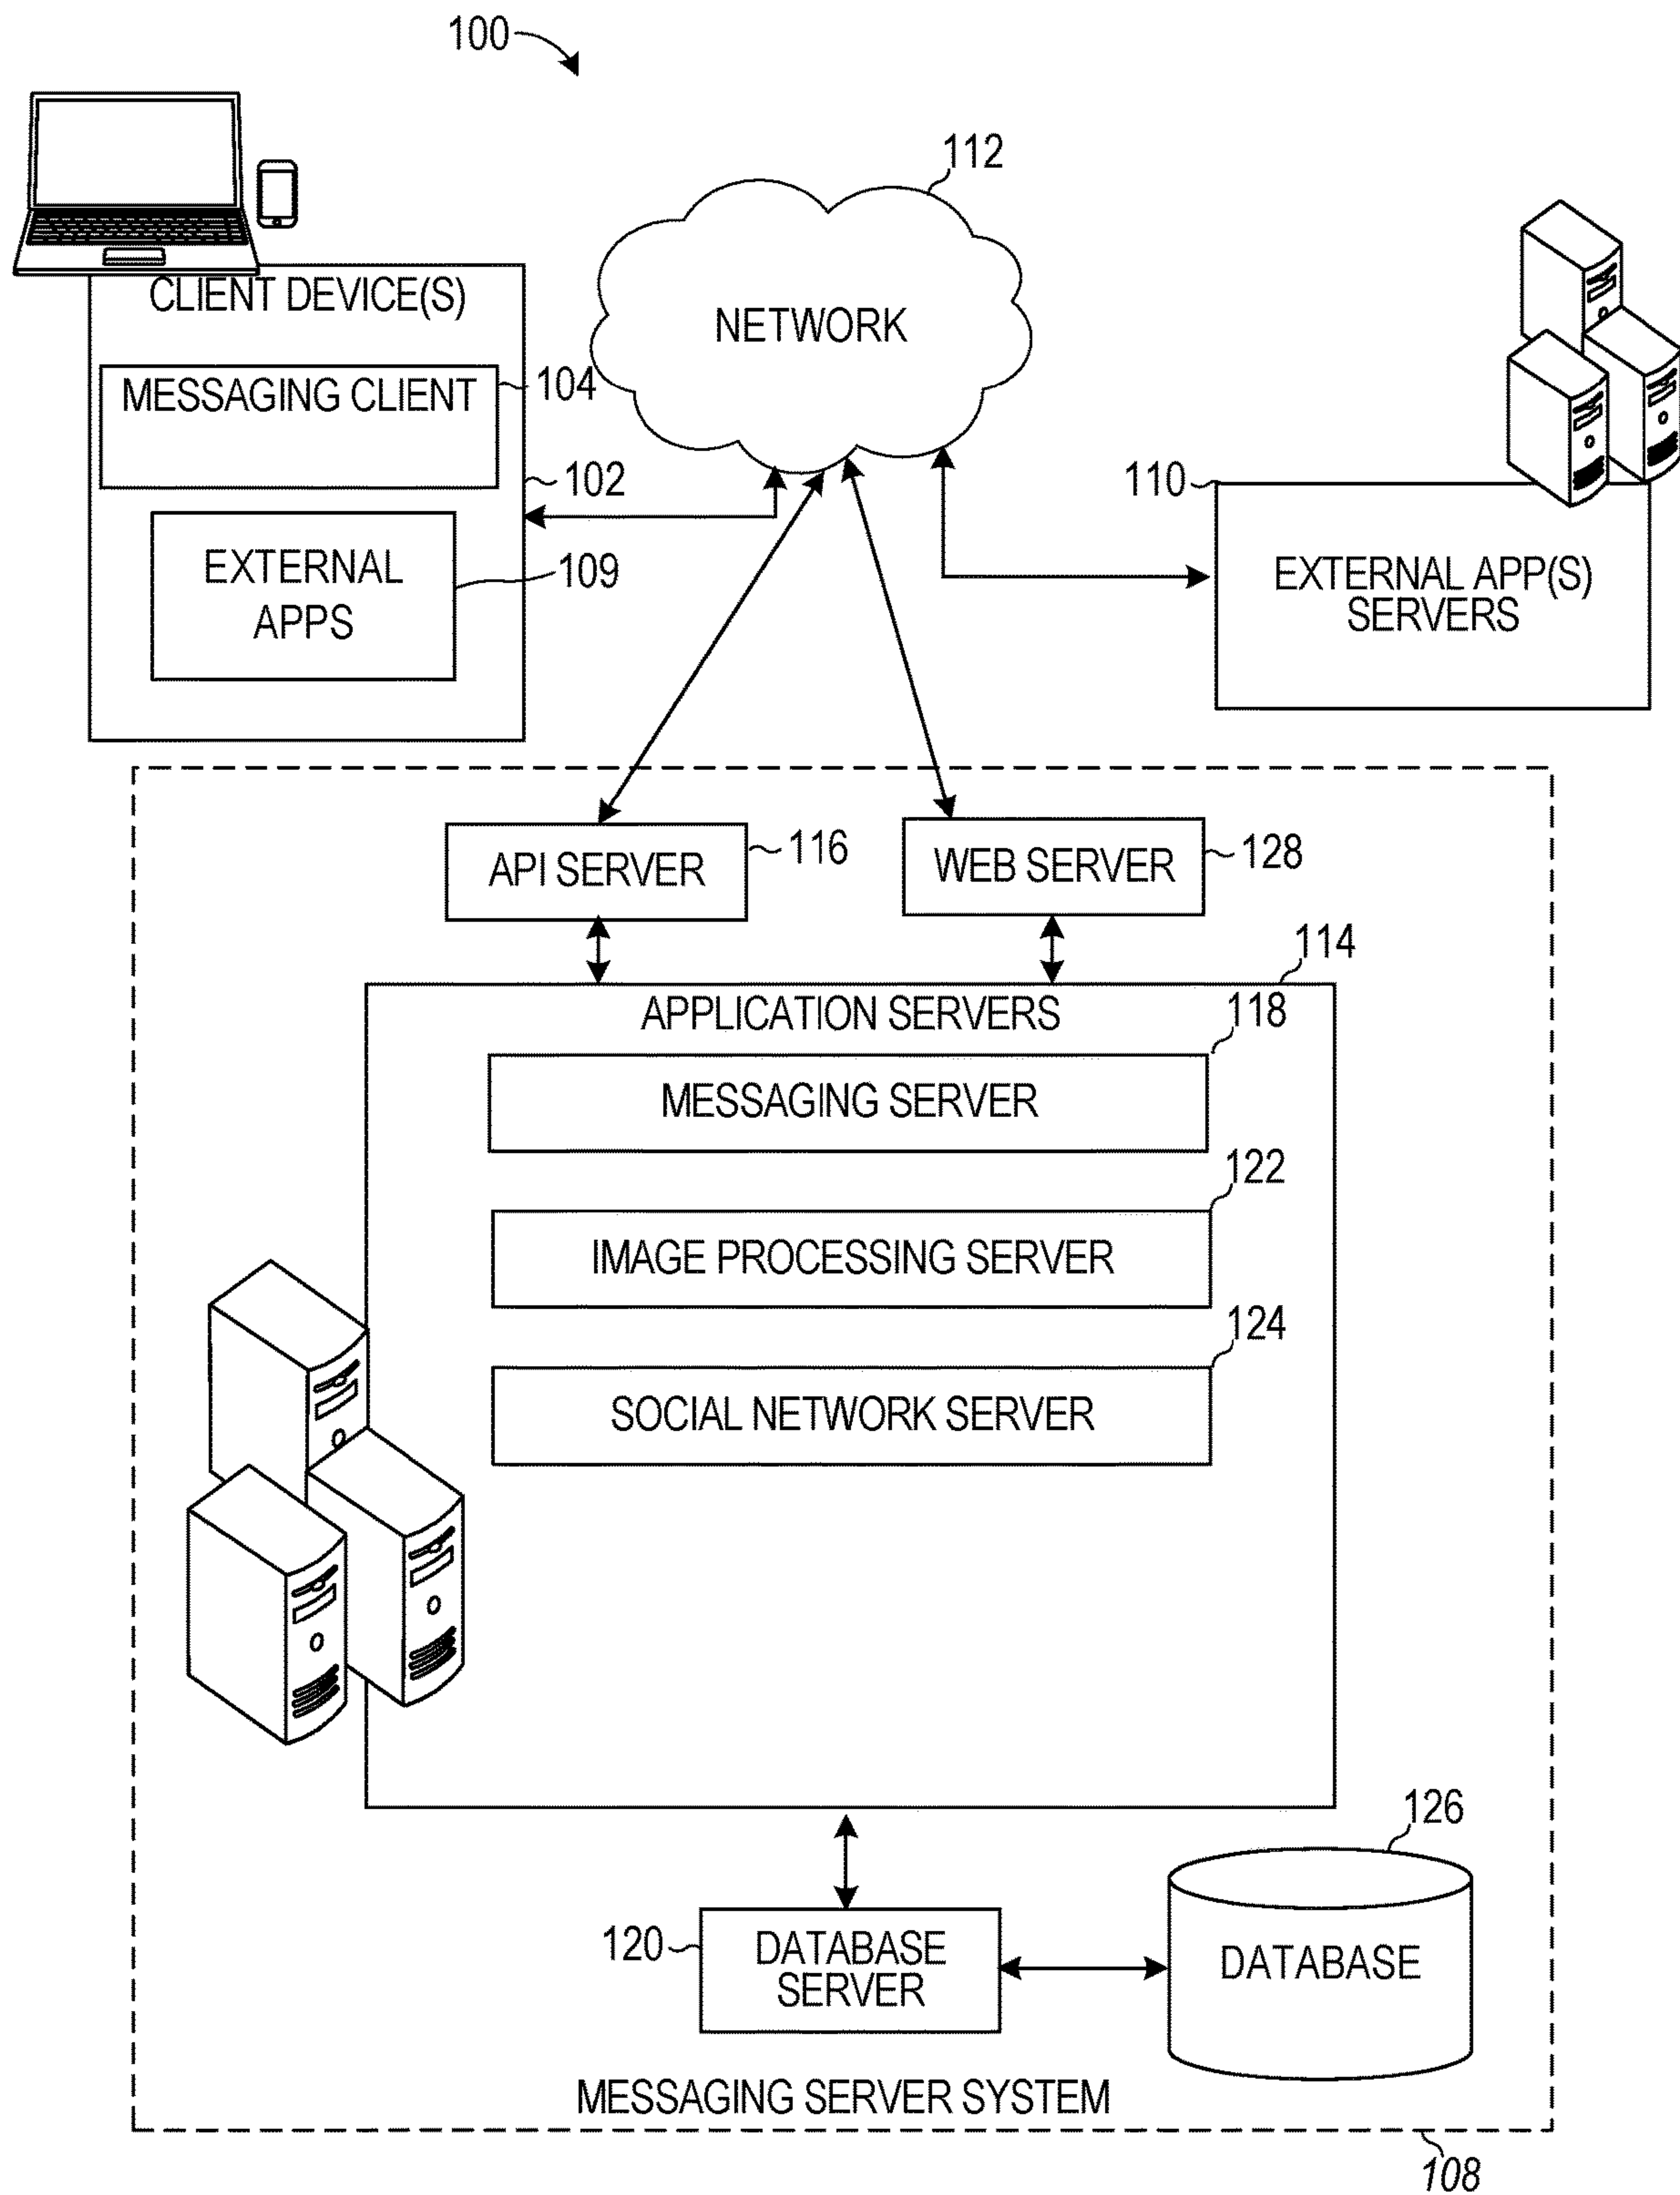 100
112
CLIENT DEVICE(S)
NETWORK
MESSAGING CLIENT
104
102
110
EXTERNAL
APPS
109
EXTERNAL APP(S)
SERVERS
API SERVER
116
WEB SERVER
128
114
APPLICATION SERVERS
118
MESSAGING SERVER
122
IMAGE PROCESSING SERVER
124
SOCIAL NETWORK SERVER
126
120
DATABASE
SERVER
DATABASE
MESSAGING SERVER SYSTEM
108